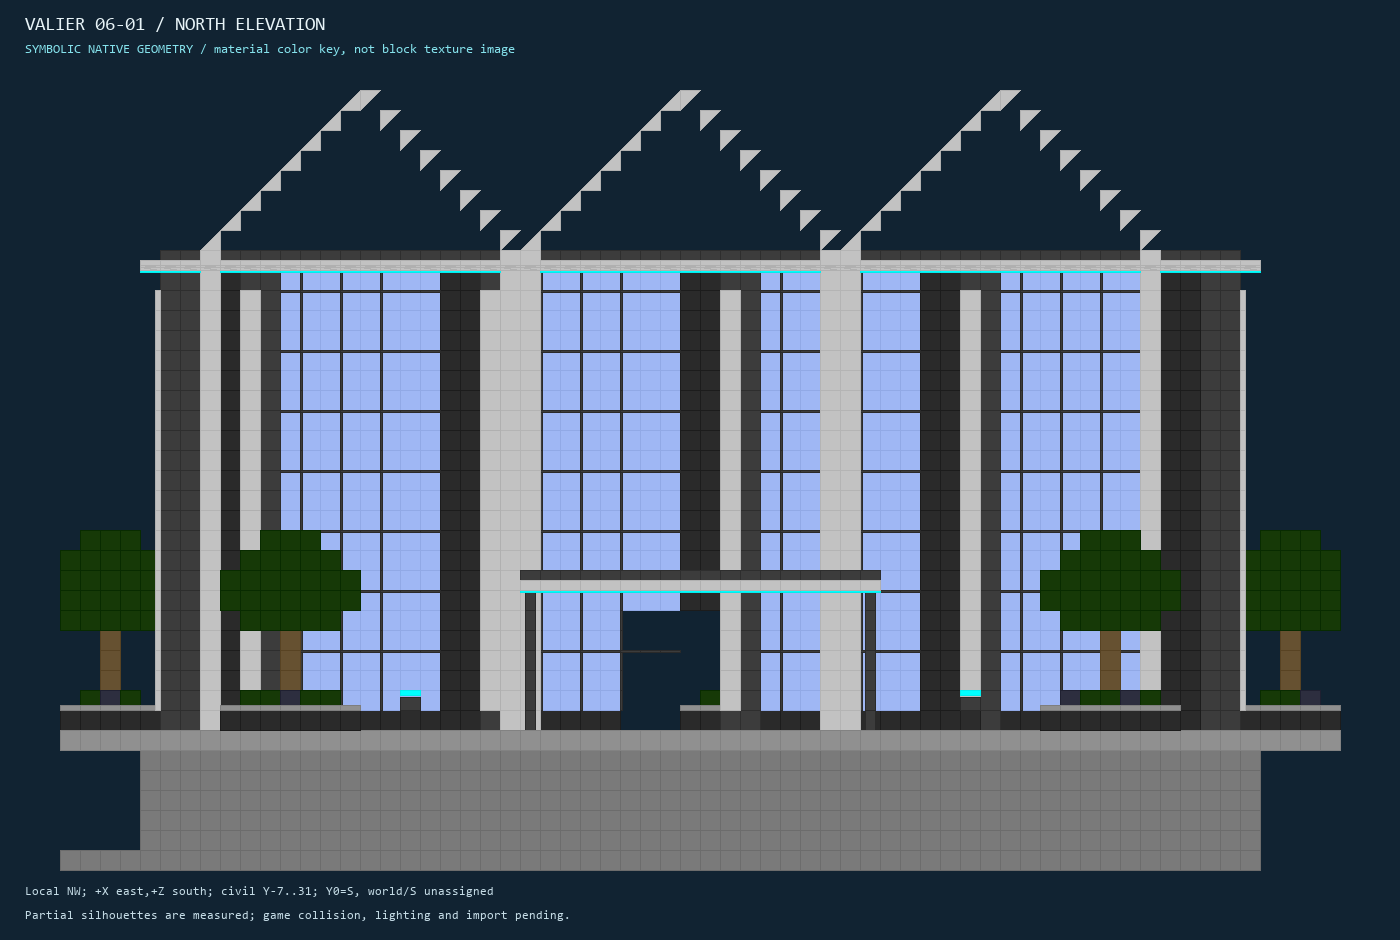 VALIER 06-01 / NORTH ELEVATION
SYMBOLIC NATIVE GEOMETRY / material color key, not block texture image
Local NW; +X east,+Z south; civil Y-7..31; Y0=S, world/S unassigned
Partial silhouettes are measured; game collision, lighting and import pending.